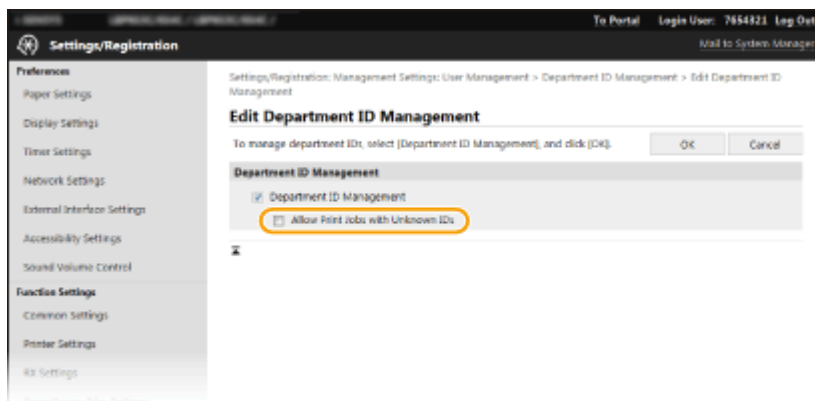 To Portal Login User: 7654321 Log Out
Settings/Registration
Mail to System Manager
Preferences
Paper Settings
Display Settings
Timer Settings
Network Settings
External Interface Settings
Accessibility Settings
Sound Volume Control
Function Settings
Common Settings
Printer Settings
RX Settings
Settings/Registration: Management Settings: User Management > Department ID Management > Edit Department ID
Management
Edit Department ID Management
To manage department IDs, select [Department ID Management], and click [OK].
OK
Cancel
Department ID Management
Department ID Management
Allow Print Jobs with Unknown IDs